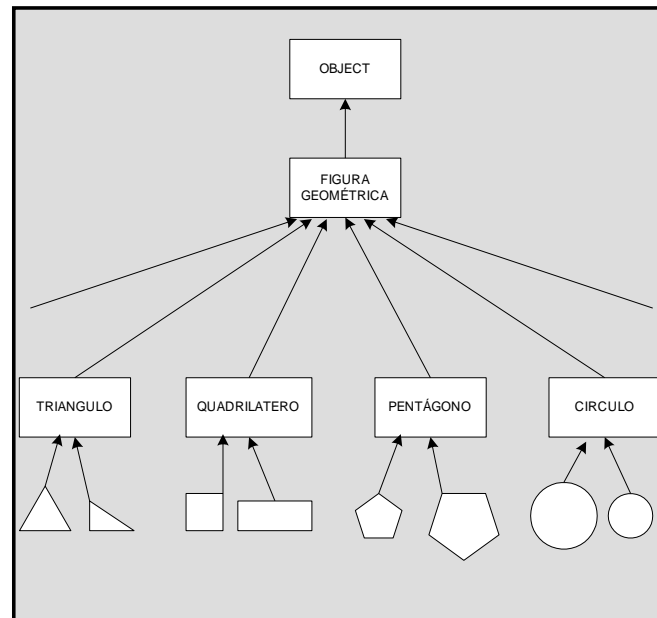 OBJECT
FIGURA
GEOMÉTRICA
TRIANGULO
QUADRILATERO
PENTÁGONO
CIRCULO